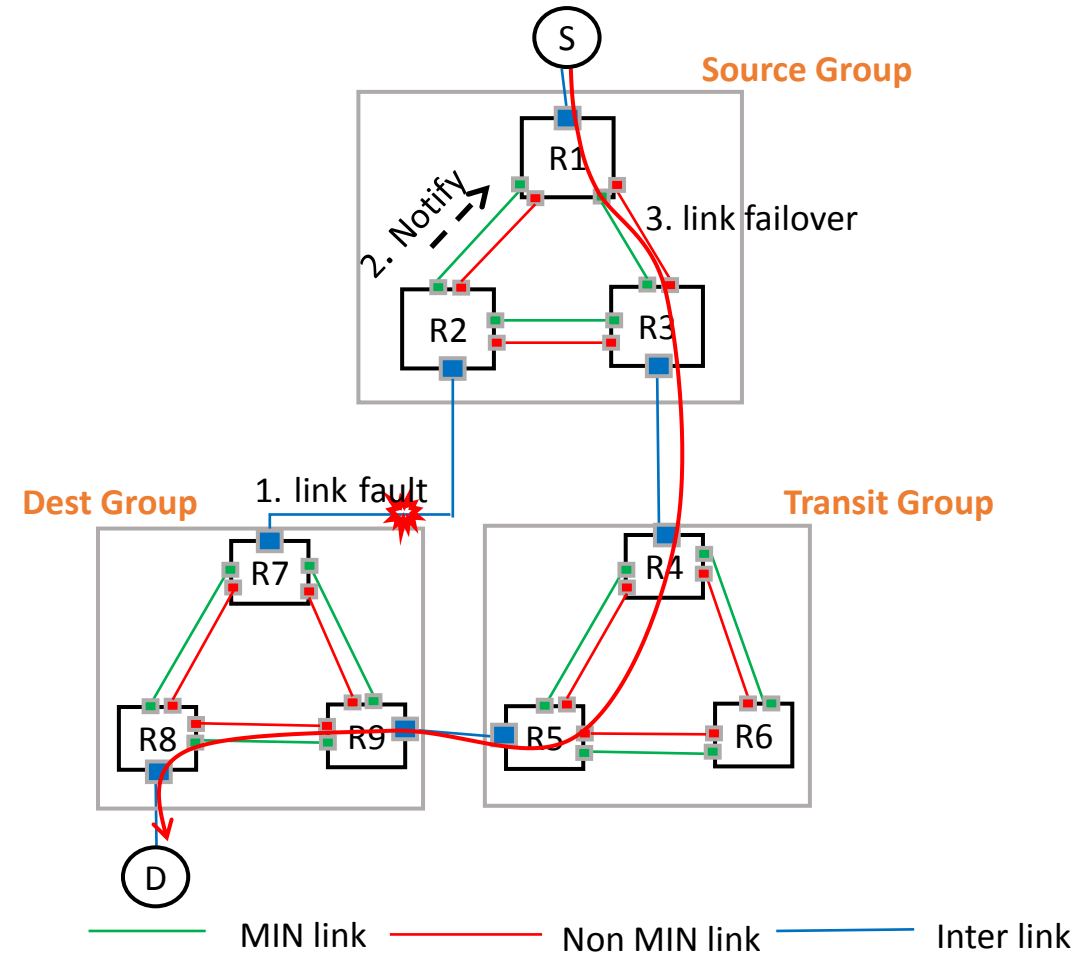 S
Source Group
R1
2. Notify
3. link failover
R2
R3
1. link fault
Dest Group
Transit Group
R7
R4
R8
R9
R5
R6
D
MIN link
Non MIN link
Inter link